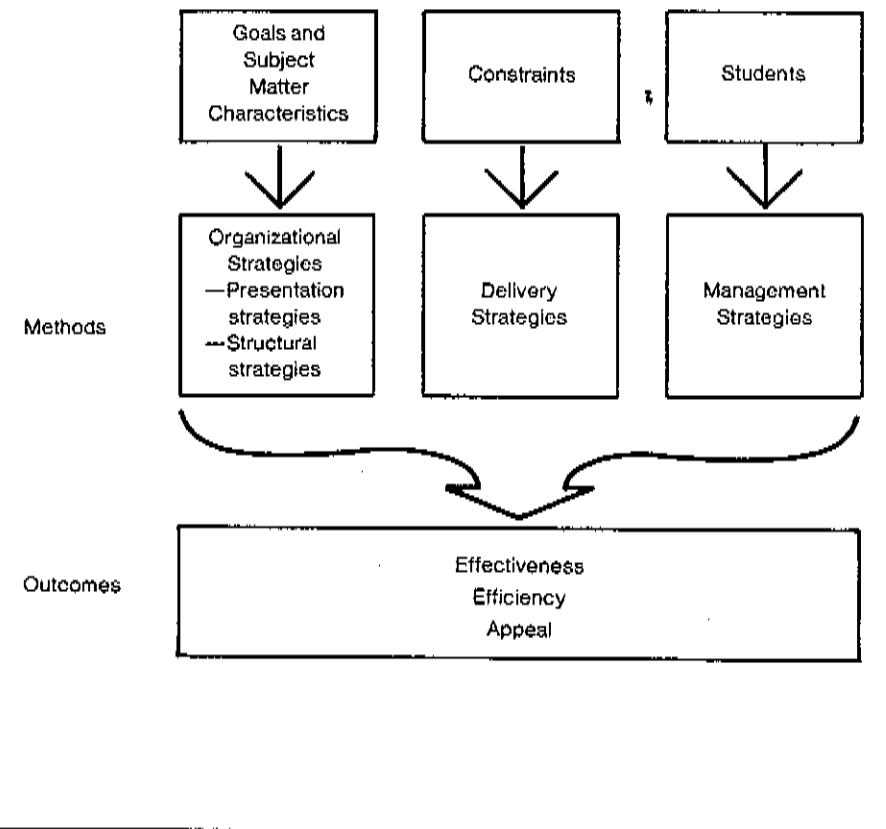 Goals and
Subject
Matter
Characteristics
Constraints
Students
Methods
Organizational
Strategies
—Presentation
strategies
—Structural
strategies
Delivery
Strategies
Management
Strategies
Outcomes
Effectiveness
Efficiency
Appeal